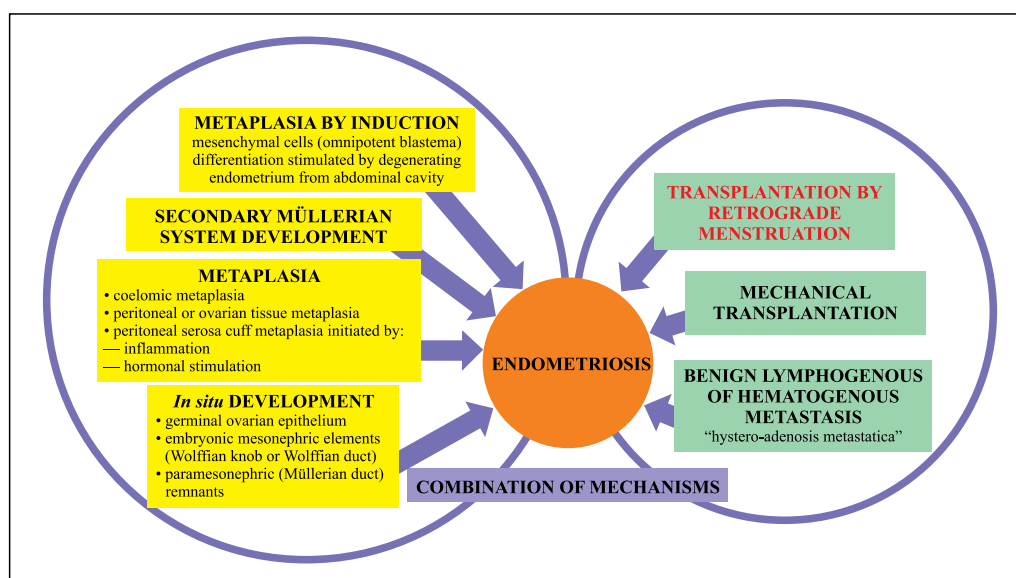 METAPLASIA BY INDUCTION
mesenchymal cells (omnipotent blastema)
differentiation stimulated by degenerating
endometrium from abdominal cavity
SECONDARY MÜLLERIAN
SYSTEM DEVELOPMENT
METAPLASIA
• coelomic metaplasia
• peritoneal or ovarian tissue metaplasia
• peritoneal serosa cuff metaplasia initiated by:
— inflammation
— hormonal stimulation
In situ DEVELOPMENT
• germinal ovarian epithelium
• embryonic mesonephric elements
(Wolffian knob or Wolffian duct)
• paramesonephric (Müllerian duct)
remnants
ENDOMETRIOSIS
COMBINATION OF MECHANISMS
TRANSPLANTATION BY
RETROGRADE
MENSTRUATION
MECHANICAL
TRANSPLANTATION
BENIGN LYMPHOGENOUS
OF HEMATOGENOUS
METASTASIS
“hystero-adenosis metastatica”